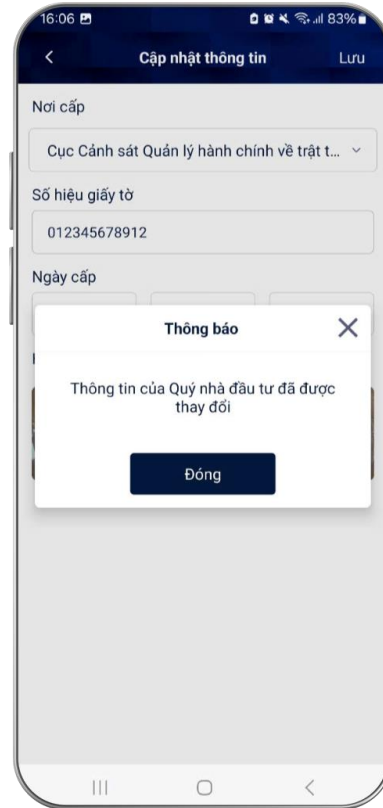 16:06 83%
Cập nhật thông tin Lưu
Nơi cấp
Cục Cảnh sát Quản lý hành chính về trật t...
Số hiệu giấy tờ
012345678912
Ngày cấp
Thông báo
Thông tin của Quý nhà đầu tư đã được
thay đổi
Đóng